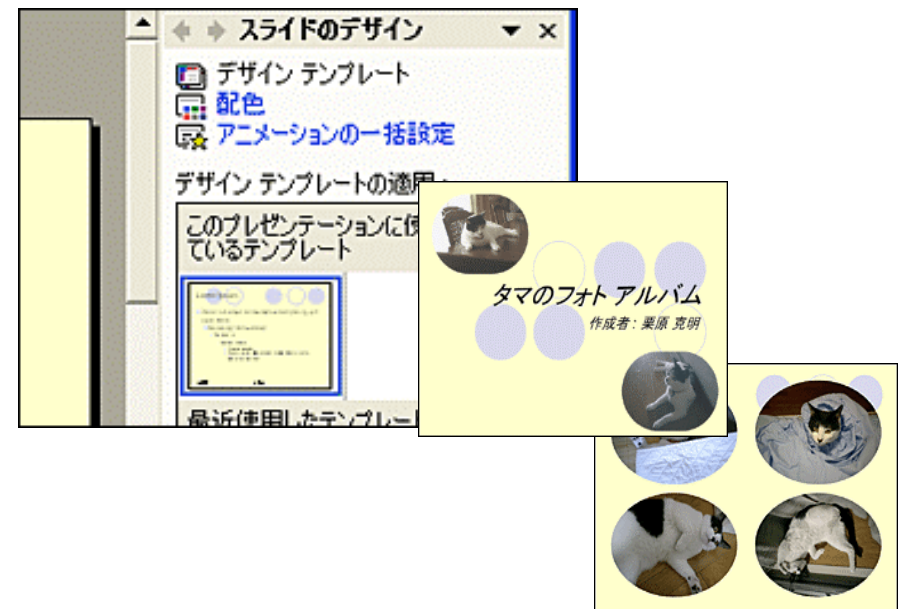 スライドのデザイン
デザイン テンプレート
配色
アニメーションの一括設定
デザイン テンプレートの適用
このプレゼンテーションに
ているテンプレート
最近使用したテンプレート
タマのフォト アルバム
作成者 : 栗原 克明